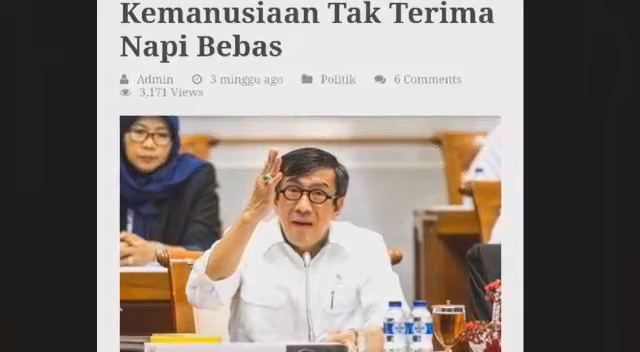 Kemanusiaan Tak Terima
Napi Bebas
Admin 3 minggu ago Politik 6 Comments
3,171 Views